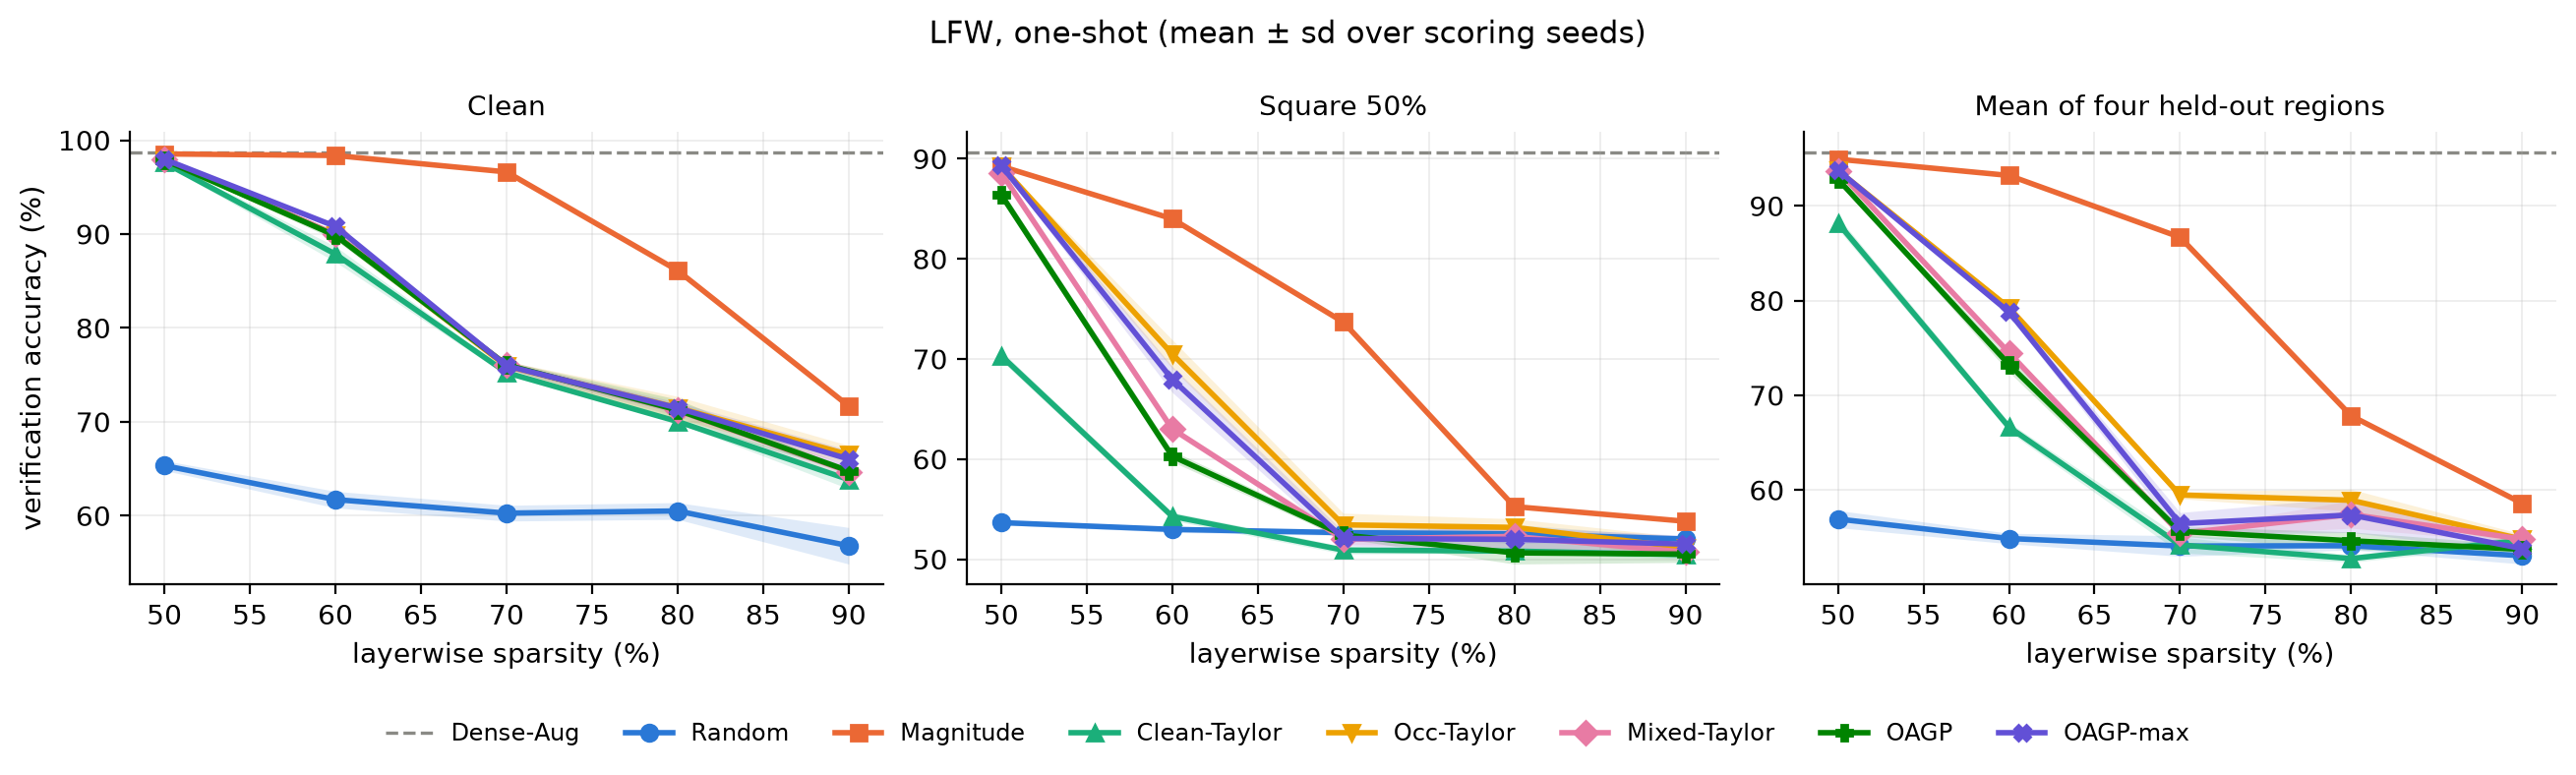 LFW, one-shot (mean ± sd over scoring seeds)
Clean
Square 50%
Mean of four held-out regions
verification accuracy (%)
100
90
80
70
60
50 55 60 65 70 75 80 85 90
layerwise sparsity (%)
90
80
70
60
50
50 55 60 65 70 75 80 85 90
layerwise sparsity (%)
90
80
70
60
50 55 60 65 70 75 80 85 90
layerwise sparsity (%)
Dense-Aug Random Magnitude Clean-Taylor Occ-Taylor Mixed-Taylor OAGP OAGP-max